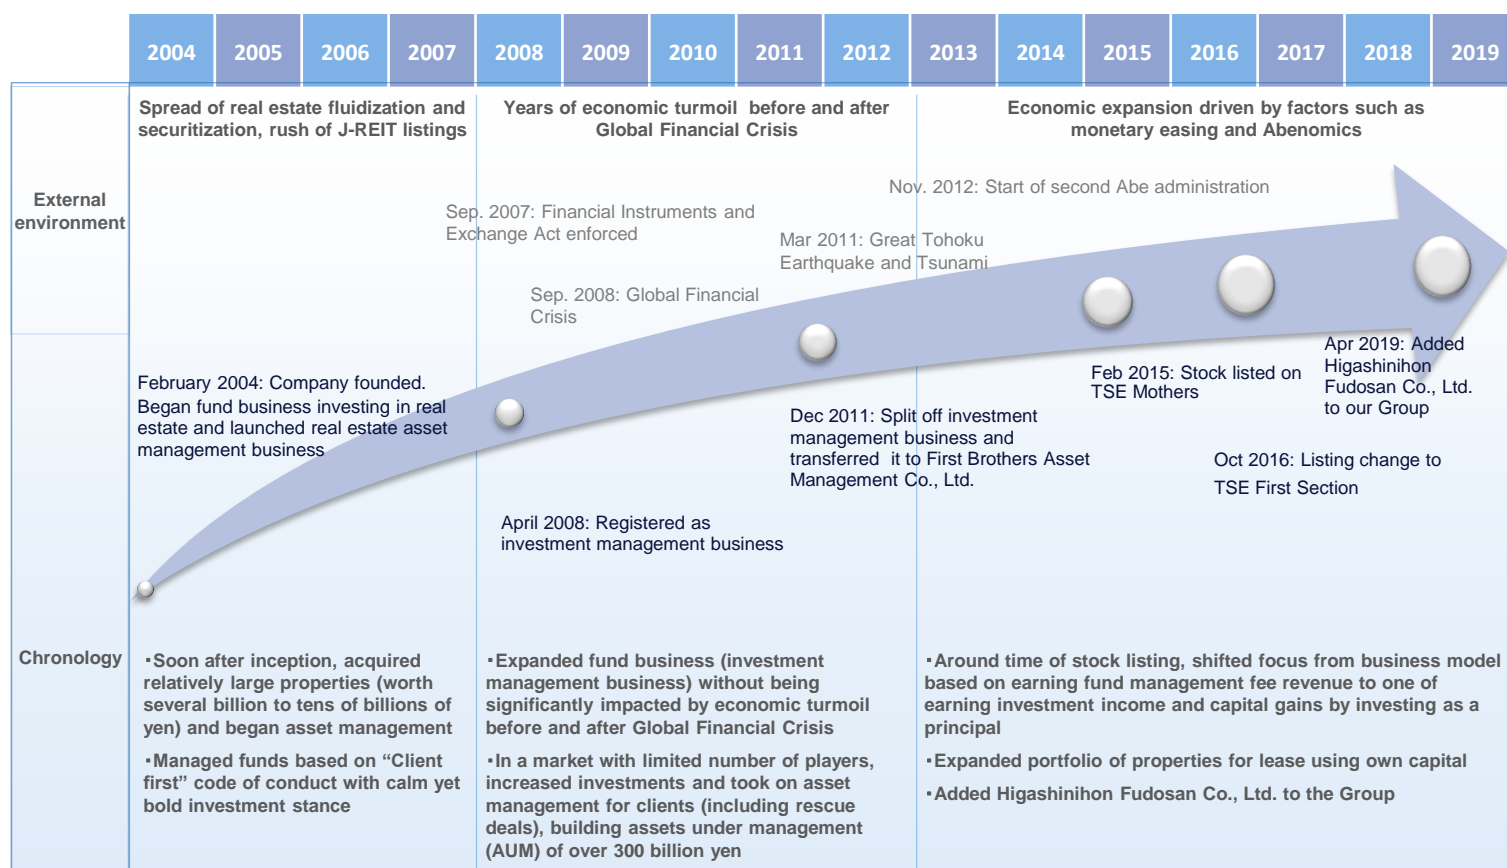 2004 2005 2006 2007 2008 2009 2010 2011 2012 2013 2014 2015 2016 2017 2018 2019
External
environment
Spread of real estate fluidization and
securitization, rush of J-REIT listings
Years of economic turmoil before and after
Global Financial Crisis
Economic expansion driven by factors such as
monetary easing and Abenomics
Nov. 2012: Start of second Abe administration
Sep. 2007: Financial Instruments and
Exchange Act enforced
Mar 2011: Great Tohoku
Earthquake and Tsunami
Sep. 2008: Global Financial
Crisis
Chronology
February 2004: Company founded.
Began fund business investing in real
estate and launched real estate asset
management business
April 2008: Registered as
investment management business
Dec 2011: Split off investment
management business and
transferred it to First Brothers Asset
Management Co., Ltd.
Feb 2015: Stock listed on
TSE Mothers
Oct 2016: Listing change to
TSE First Section
Apr 2019: Added
Higashinihon
Fudosan Co., Ltd.
to our Group
・Soon after inception, acquired
relatively large properties (worth
several billion to tens of billions of
yen) and began asset management
・Managed funds based on “Client
first” code of conduct with calm yet
bold investment stance
・Expanded fund business (investment
management business) without being
significantly impacted by economic turmoil
before and after Global Financial Crisis
・In a market with limited number of players,
increased investments and took on asset
management for clients (including rescue
deals), building assets under management
(AUM) of over 300 billion yen
・Around time of stock listing, shifted focus from business model
based on earning fund management fee revenue to one of
earning investment income and capital gains by investing as a
principal
・Expanded portfolio of properties for lease using own capital
・Added Higashinihon Fudosan Co., Ltd. to the Group